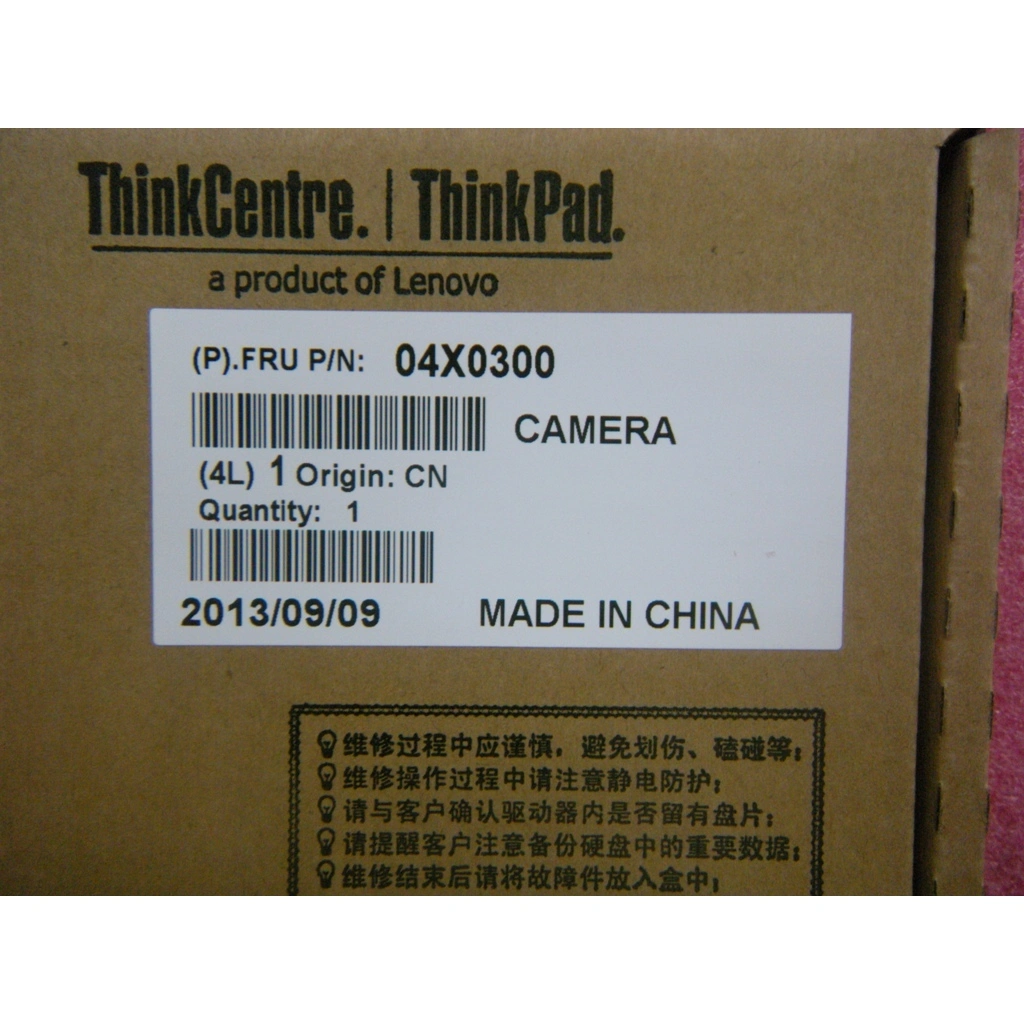 ThinkCentre. | ThinkPad.
a product of Lenovo
(P).FRU P/N: 04X0300
CAMERA
(4L) 1 Origin: CN
Quantity: 1
2013/09/09 MADE IN CHINA
维修过程中应谨慎，避免划伤、磕碰等；
维修操作过程中请注意静电防护；
请与客户确认驱动器内是否留有盘片；
请提醒客户注意备份硬盘中的重要数据；
维修结束后请将故障件放入盒中；